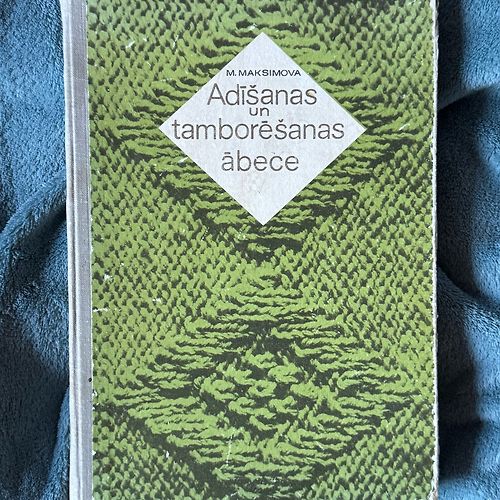 M. MAKSIMOVA
Adīšanas
un
tamborēšanas
ābece